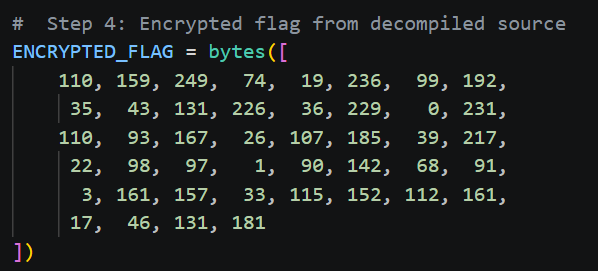 #  Step 4: Encrypted flag from decompiled source
ENCRYPTED_FLAG = bytes([
    110, 159, 249,  74,  19, 236,  99, 192,
     35,  43, 131, 226,  36, 229,   0, 231,
    110,  93, 167,  26, 107, 185,  39, 217,
     22,  98,  97,   1,  90, 142,  68,  91,
      3, 161, 157,  33, 115, 152, 112, 161,
     17,  46, 131, 181
])